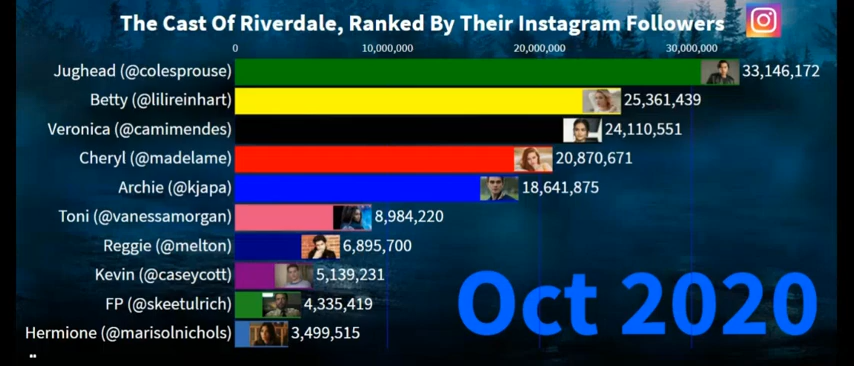 The Cast Of Riverdale, Ranked By Their Instagram Followers
0 10,000,000 20,000,000 30,000,000
Jughead (@colesprouse) 33,146,172
Betty (@lilireinhart) 25,361,439
Veronica (@camimendes) 24,110,551
Cheryl (@madelame) 20,870,671
Archie (@kjapa) 18,641,875
Toni (@vanessamorgan) 8,984,220
Reggie (@melton) 6,895,700
Kevin (@caseycott) 5,139,231
FP (@skeetulrich) 4,335,419
Hermione (@marisolnichols) 3,499,515
Oct 2020